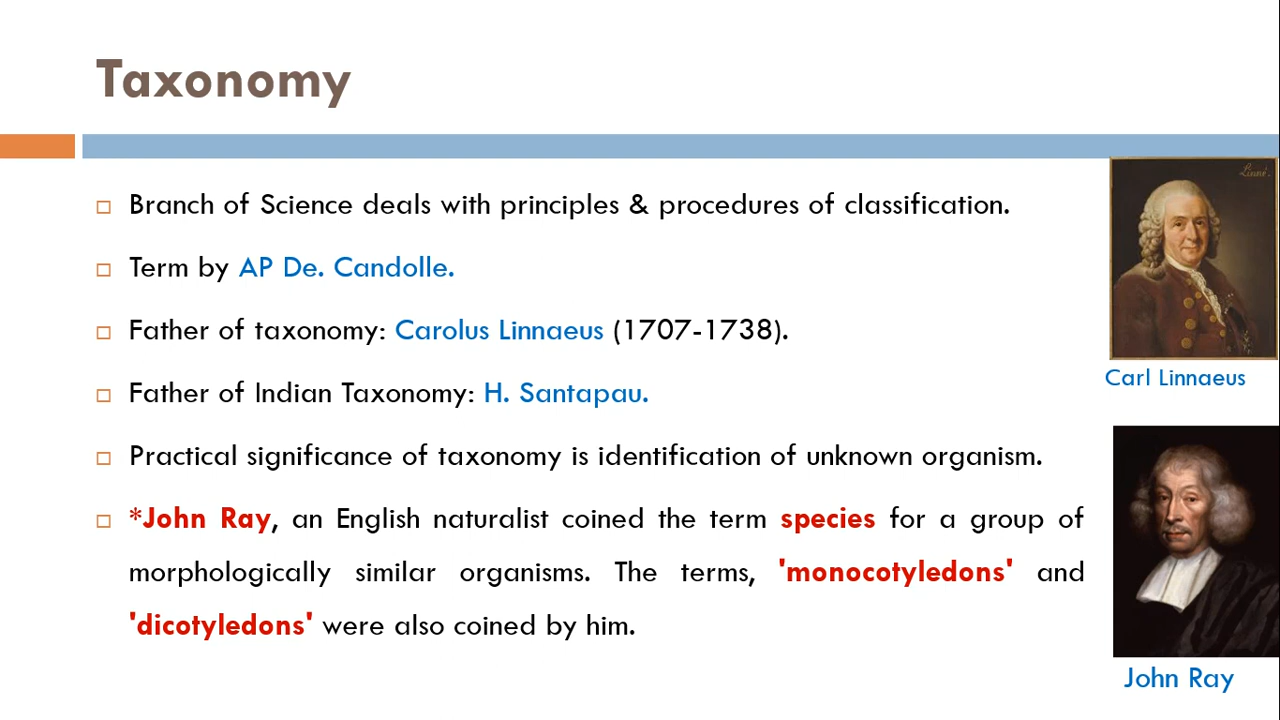 Taxonomy
Branch of Science deals with principles & procedures of classification.
Term by AP De. Candolle.
Father of taxonomy: Carolus Linnaeus (1707-1738).
Father of Indian Taxonomy: H. Santapau.
Practical significance of taxonomy is identification of unknown organism.
*John Ray, an English naturalist coined the term species for a group of
morphologically similar organisms. The terms, 'monocotyledons' and
'dicotyledons' were also coined by him.
Linné.
Carl Linnaeus
John Ray